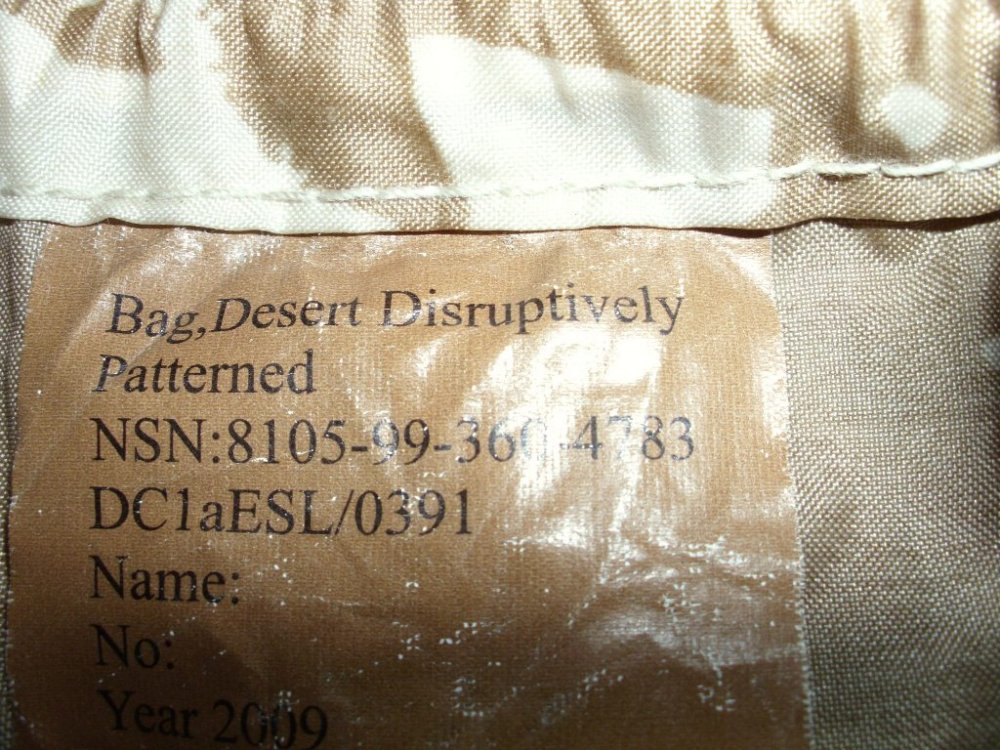 Bag,Desert Disruptively
Patterned
NSN:8105-99-360-4783
DC1aESL/0391
Name:
No:
Year 2009